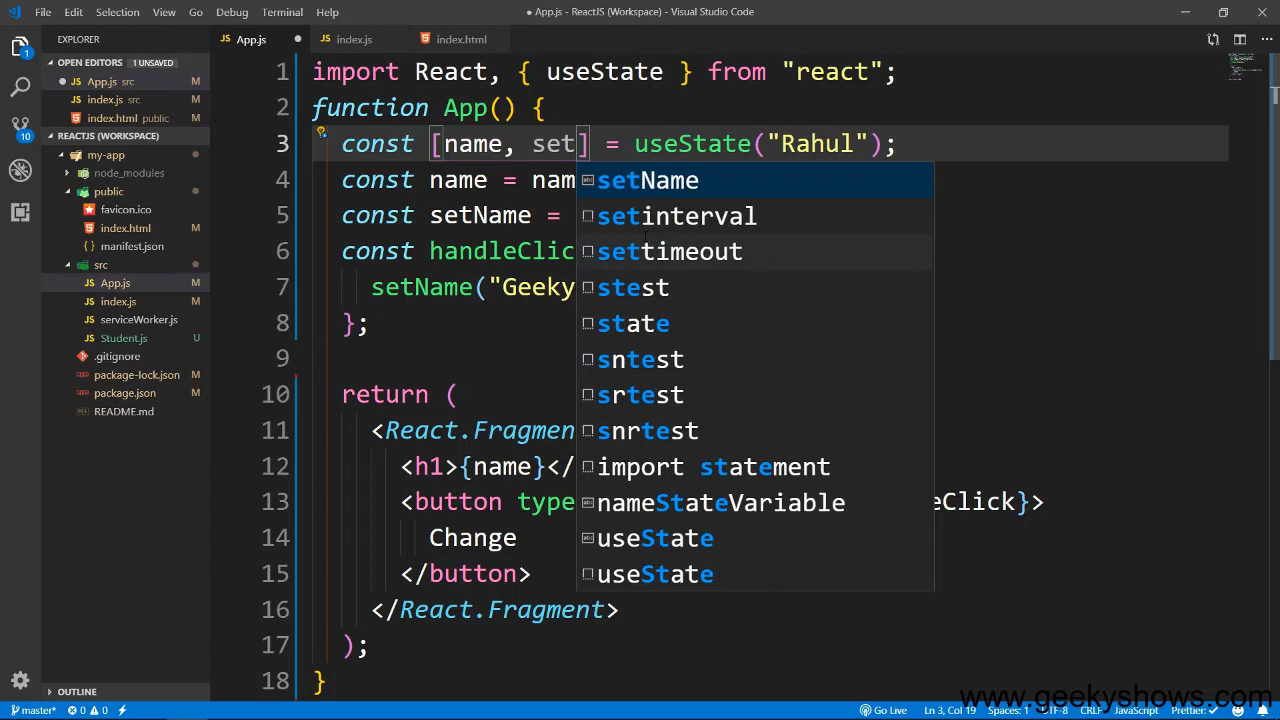 File Edit Selection View Go Debug Terminal Help
● App.js - ReactJS (Workspace) - Visual Studio Code
EXPLORER
OPEN EDITORS 1 UNSAVED
App.js src M
index.js src M
index.html public M
REACTJS (WORKSPACE)
my-app
node_modules
public
favicon.ico
index.html M
manifest.json
src
App.js M
index.js M
serviceWorker.js
Student.js U
.gitignore
package-lock.json M
package.json M
README.md
OUTLINE
1
10
JS App.js ● JS index.js index.html
1 import React, { useState } from "react";
2 function App() {
3 const [name, set] = useState("Rahul");
4 const name = nam
5 const setName =
6 const handleClic
7 setName("Geeky
8 };
9
10 return (
11 <React.Fragmen
12 <h1>{name}</
13 <button type eClick}>
14 Change
15 </button>
16 </React.Fragment>
17 );
18 }
setName
setinterval
settimeout
stest
state
sntest
srtest
snrtest
import statement
nameStateVariable
useState
useState
www.geekyshows.com
master* 0 0 Go Live Ln 3, Col 19 Spaces: 1 UTF-8 CRLF JavaScript Prettier: ✓